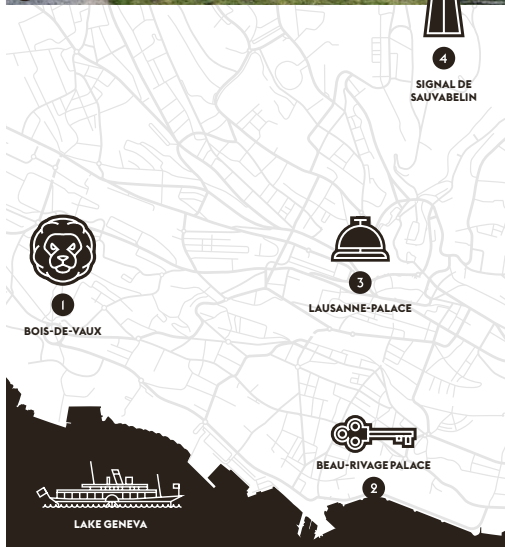 4
SIGNAL DE
SAUVABELIN
3
LAUSANNE-PALACE
1
BOIS-DE-VAUX
BEAU-RIVAGE PALACE
2
LAKE GENEVA